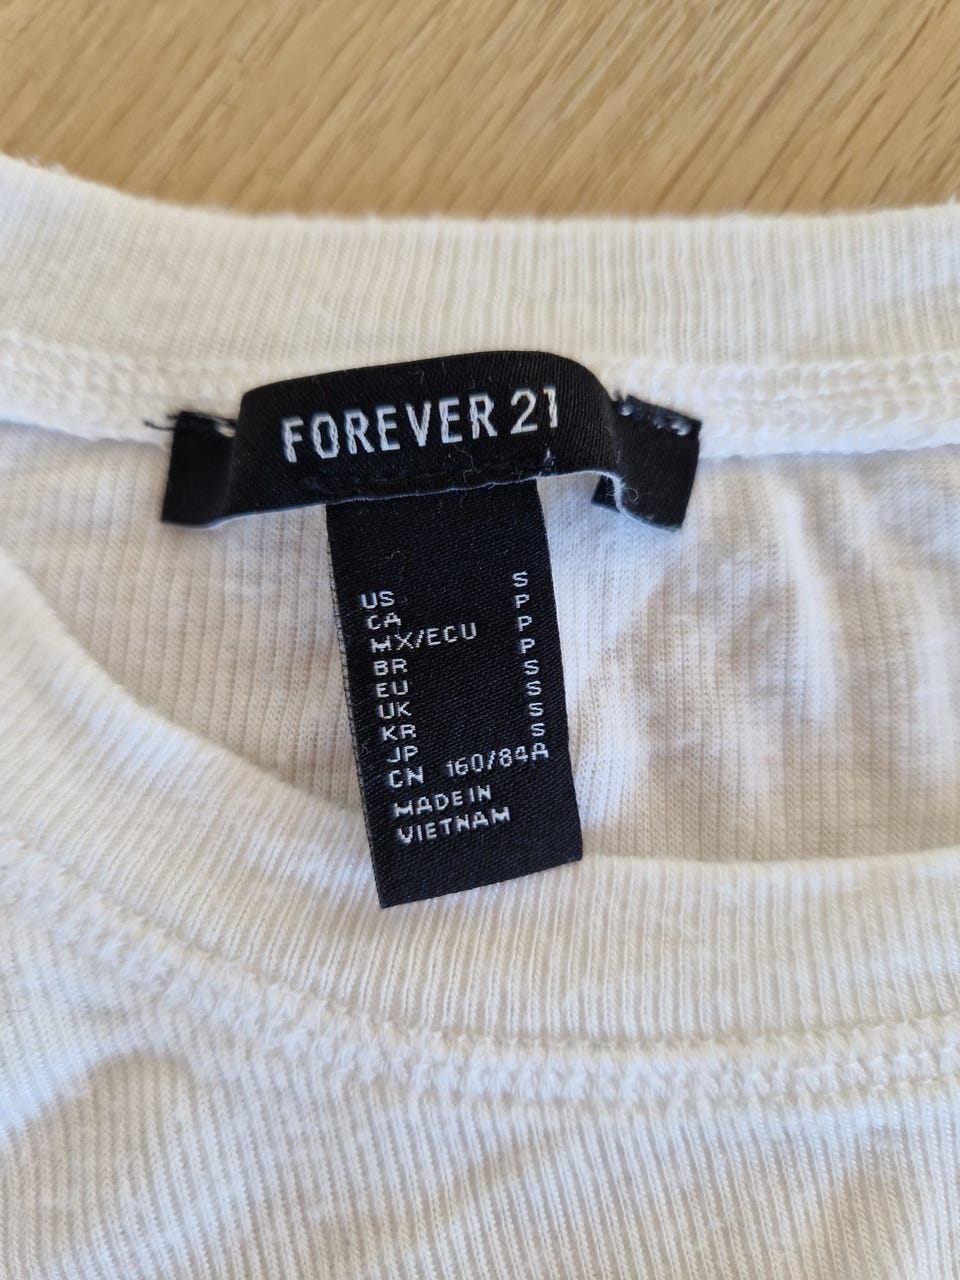 FOREVER 21
US S
CA P
MX/ECU P
BR P
EU S
UK S
KR S
JP S
CN 160/84A
MADE IN
VIETNAM